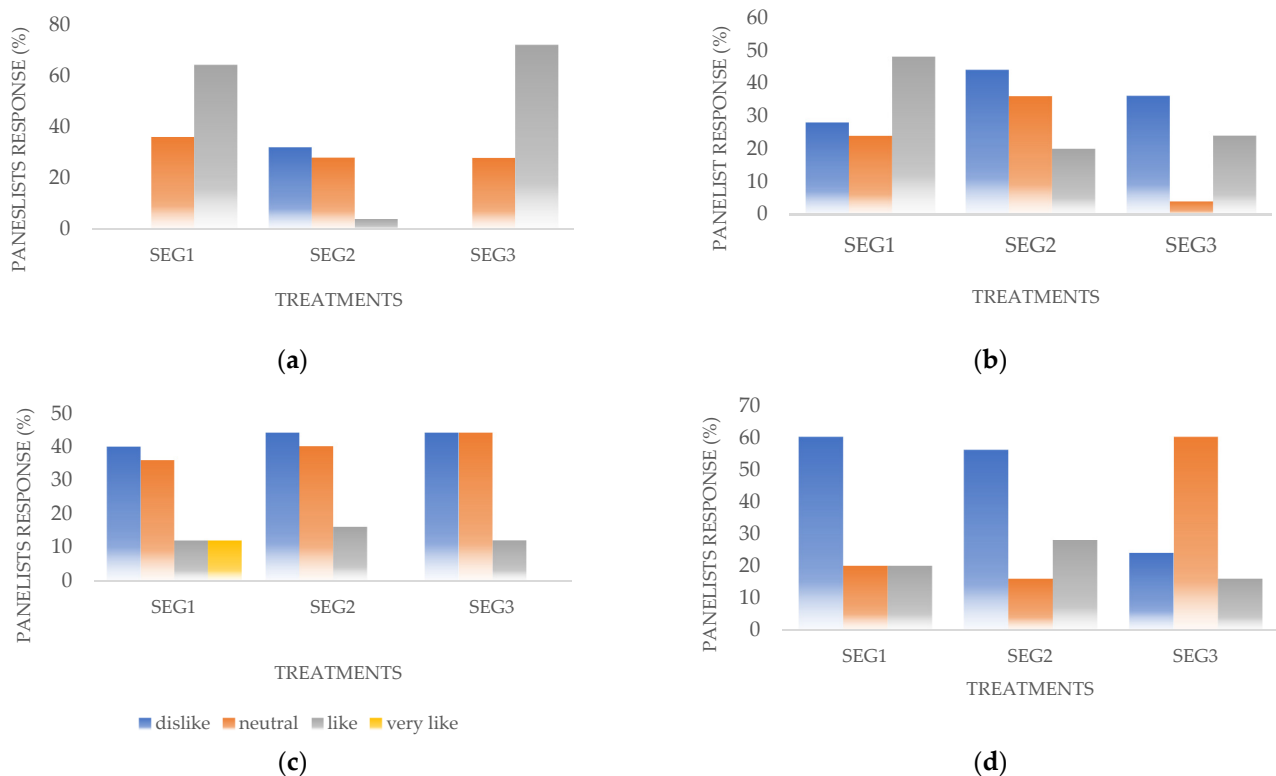 PANESLISTS RESPONSE (%)
80
60
40
20
0
SEG1 SEG2 SEG3
TREATMENTS
(a)
PANELIST RESPONSE (%)
60
50
40
30
20
10
0
SEG1 SEG2 SEG3
TREATMENTS
(b)
PANELISTS RESPONSE (%)
50
40
30
20
10
0
SEG1 SEG2 SEG3
TREATMENTS
dislike neutral like very like
(c)
PANELISTS RESPONSE (%)
70
60
50
40
30
20
10
0
SEG1 SEG2 SEG3
TREATMENTS
(d)